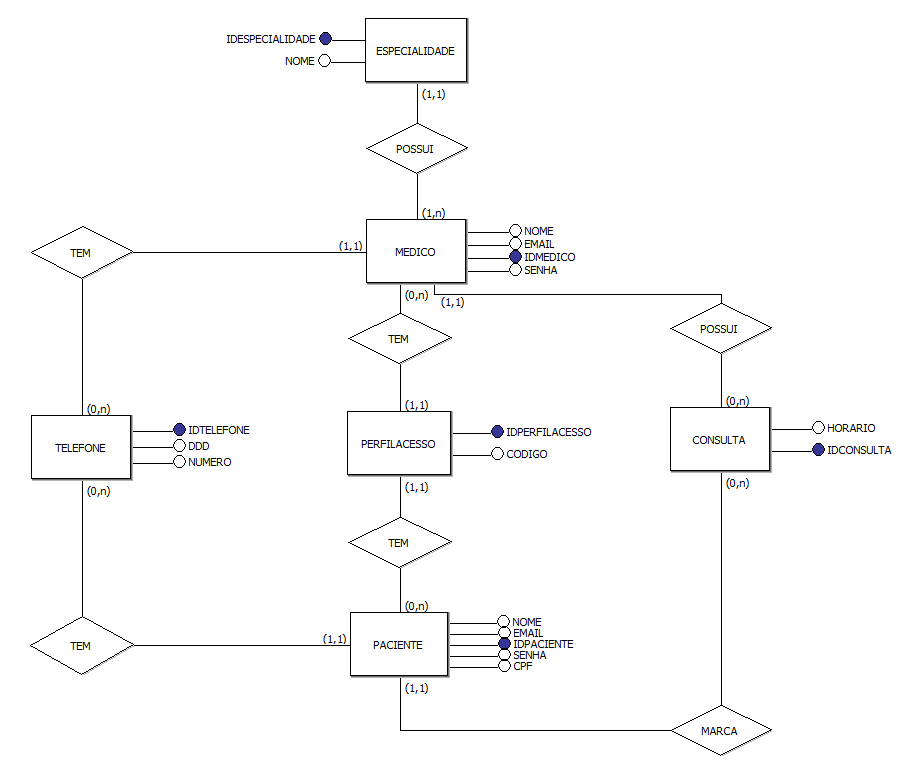 IDESPECIALIDADE
NOME
ESPECIALIDADE
(1,1)
POSSUI
(1,n)
MEDICO
NOME
EMAIL
IDMEDICO
SENHA
TEM
(1,1)
(0,n)
(1,1)
TEM
POSSUI
(0,n)
(1,1)
(0,n)
TELEFONE
IDTELEFONE
DDD
NUMERO
PERFILACESSO
IDPERFILACESSO
CODIGO
CONSULTA
HORARIO
IDCONSULTA
(0,n)
(1,1)
(0,n)
TEM
(0,n)
TEM
(1,1)
PACIENTE
NOME
EMAIL
IDPACIENTE
SENHA
CPF
(1,1)
MARCA